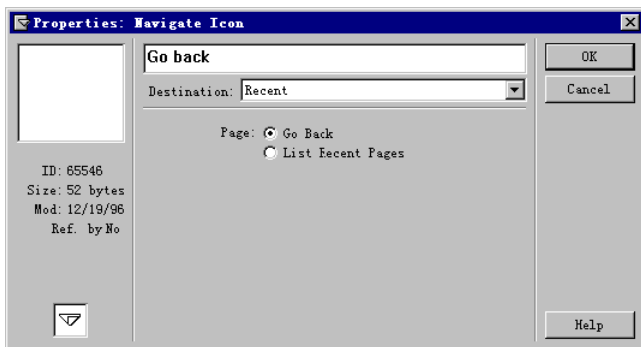 Properties: Navigate Icon
Go back
OK
Destination: Recent
Cancel
Page: Go Back
List Recent Pages
ID: 65546
Size: 52 bytes
Mod: 12/19/96
Ref. by No
Help